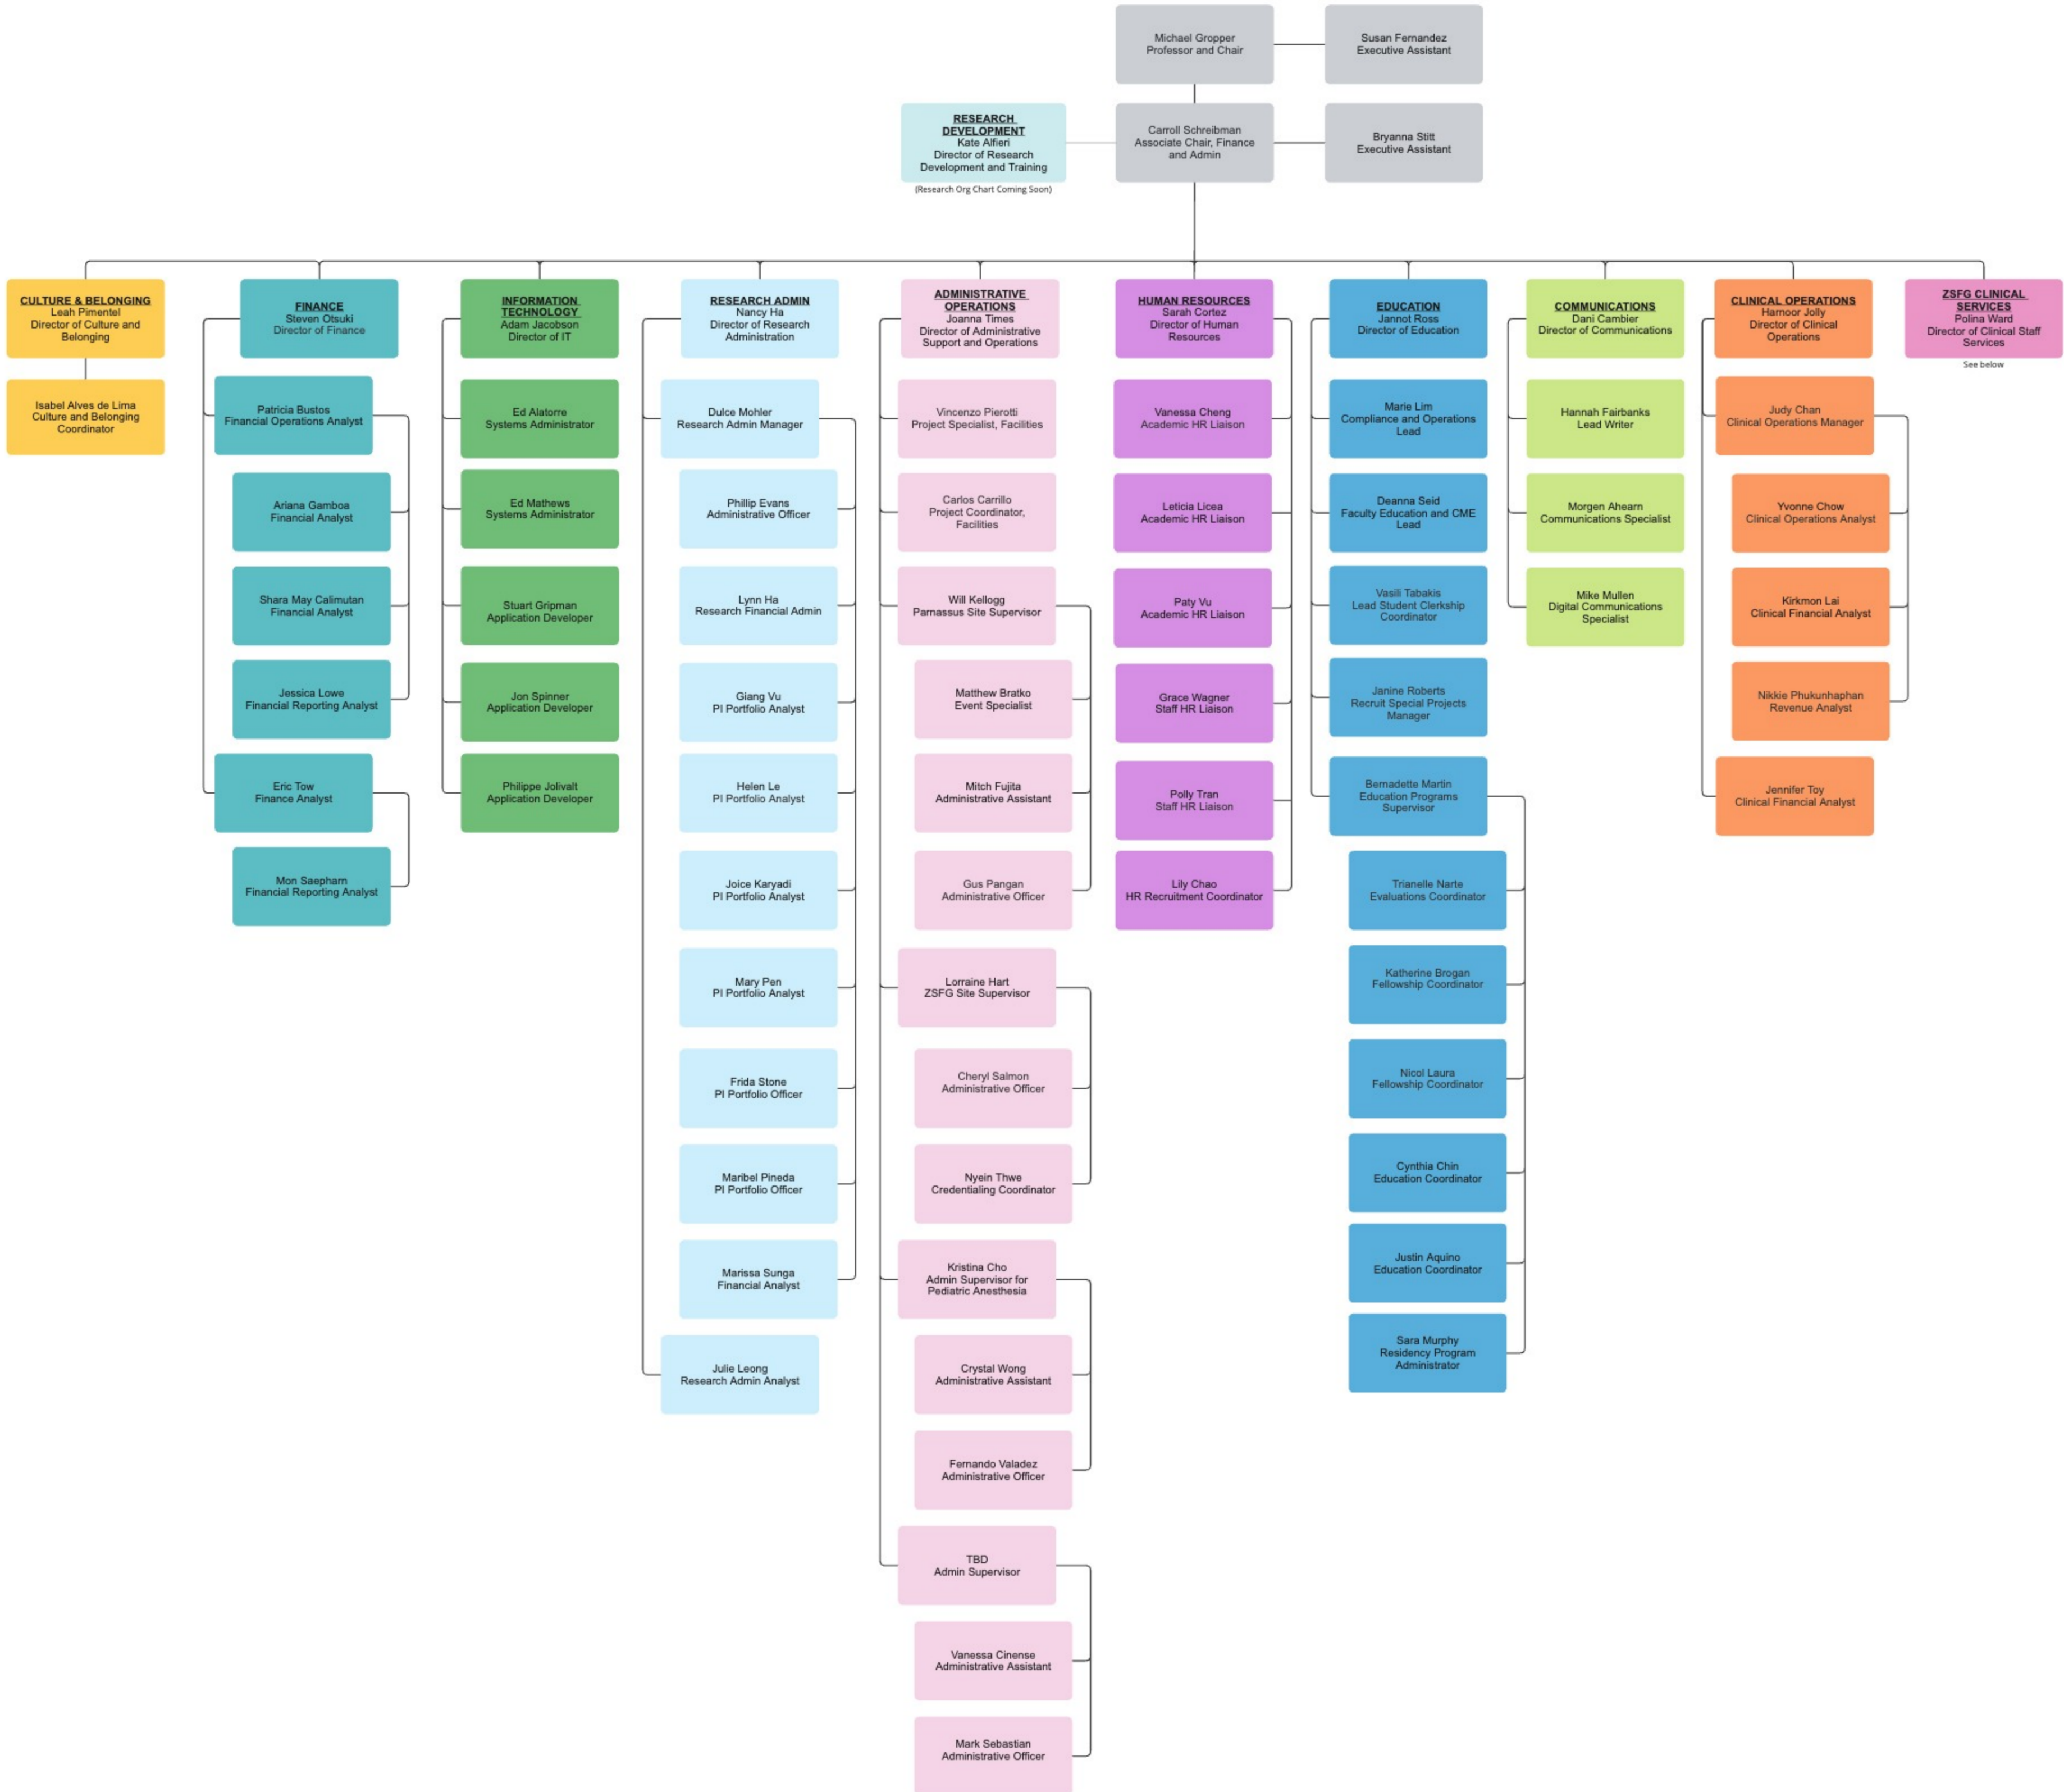 Michael Gropper
Professor and Chair
Susan Fernandez
Executive Assistant
RESEARCH
DEVELOPMENT
Kate Alfieri
Director of Research
Development and Training
(Research Org Chart Coming Soon)
Carroll Schreibman
Associate Chair, Finance
and Admin
Bryanna Stitt
Executive Assistant
CULTURE & BELONGING
Leah Pimentel
Director of Culture and
Belonging
Isabel Alves de Lima
Culture and Belonging
Coordinator
FINANCE
Steven Otsuki
Director of Finance
Patricia Bustos
Financial Operations Analyst
Ariana Gamboa
Financial Analyst
Shara May Calimutan
Financial Analyst
Jessica Lowe
Financial Reporting Analyst
Eric Tow
Finance Analyst
Mon Saepharn
Financial Reporting Analyst
INFORMATION
TECHNOLOGY
Adam Jacobson
Director of IT
Ed Alatorre
Systems Administrator
Ed Mathews
Systems Administrator
Stuart Gripman
Application Developer
Jon Spinner
Application Developer
Philippe Jolivalt
Application Developer
RESEARCH ADMIN
Nancy Ha
Director of Research
Administration
Dulce Mohler
Research Admin Manager
Phillip Evans
Administrative Officer
Lynn Ha
Research Financial Admin
Giang Vu
PI Portfolio Analyst
Helen Le
PI Portfolio Analyst
Joice Karyadi
PI Portfolio Analyst
Mary Pen
PI Portfolio Analyst
Frida Stone
PI Portfolio Officer
Maribel Pineda
PI Portfolio Officer
Marissa Sunga
Financial Analyst
Julie Leong
Research Admin Analyst
ADMINISTRATIVE
OPERATIONS
Joanna Times
Director of Administrative
Support and Operations
Vincenzo Pierotti
Project Specialist, Facilities
Carlos Carrillo
Project Coordinator,
Facilities
Will Kellogg
Parnassus Site Supervisor
Matthew Bratko
Event Specialist
Mitch Fujita
Administrative Assistant
Gus Pangan
Administrative Officer
Lorraine Hart
ZSFG Site Supervisor
Cheryl Salmon
Administrative Officer
Nyein Thwe
Credentialing Coordinator
Kristina Cho
Admin Supervisor for
Pediatric Anesthesia
Crystal Wong
Administrative Assistant
Fernando Valadez
Administrative Officer
TBD
Admin Supervisor
Vanessa Cinense
Administrative Assistant
Mark Sebastian
Administrative Officer
HUMAN RESOURCES
Sarah Cortez
Director of Human
Resources
Vanessa Cheng
Academic HR Liaison
Leticia Licea
Academic HR Liaison
Paty Vu
Academic HR Liaison
Grace Wagner
Staff HR Liaison
Polly Tran
Staff HR Liaison
Lily Chao
HR Recruitment Coordinator
EDUCATION
Jannot Ross
Director of Education
Marie Lim
Compliance and Operations
Lead
Deanna Seid
Faculty Education and CME
Lead
Vasili Tabakis
Lead Student Clerkship
Coordinator
Janine Roberts
Recruit Special Projects
Manager
Bernadette Martin
Education Programs
Supervisor
Trianelle Narte
Evaluations Coordinator
Katherine Brogan
Fellowship Coordinator
Nicol Laura
Fellowship Coordinator
Cynthia Chin
Education Coordinator
Justin Aquino
Education Coordinator
Sara Murphy
Residency Program
Administrator
COMMUNICATIONS
Dani Cambier
Director of Communications
Hannah Fairbanks
Lead Writer
Morgen Ahearn
Communications Specialist
Mike Mullen
Digital Communications
Specialist
CLINICAL OPERATIONS
Harnoor Jolly
Director of Clinical
Operations
Judy Chan
Clinical Operations Manager
Yvonne Chow
Clinical Operations Analyst
Kirkmon Lai
Clinical Financial Analyst
Nikkie Phukunhaphan
Revenue Analyst
Jennifer Toy
Clinical Financial Analyst
ZSFG CLINICAL
SERVICES
Polina Ward
Director of Clinical Staff
Services
See below